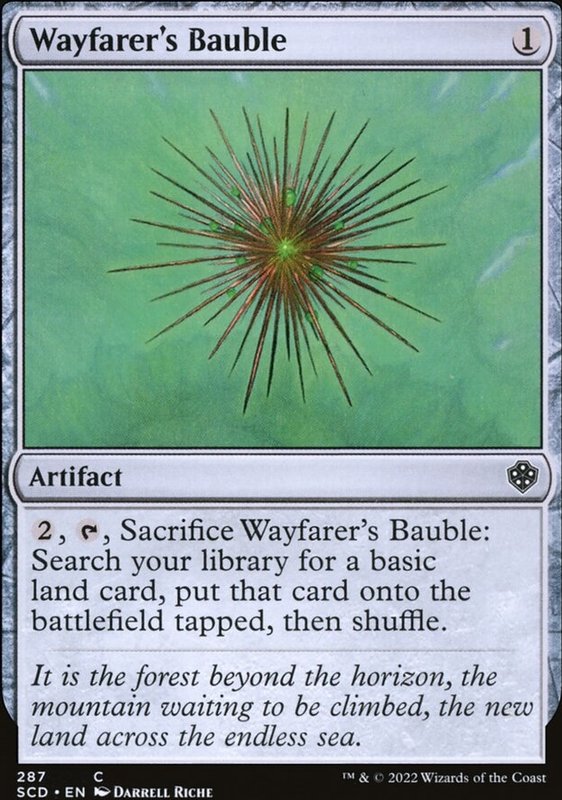 Wayfarer's Bauble 1
Artifact
2, , Sacrifice Wayfarer's Bauble:
Search your library for a basic
land card, put that card onto the
battlefield tapped, then shuffle.
It is the forest beyond the horizon, the
mountain waiting to be climbed, the new
land across the endless sea.
287 C
SCD • EN DARRELL RICHE
™ & © 2022 Wizards of the Coast